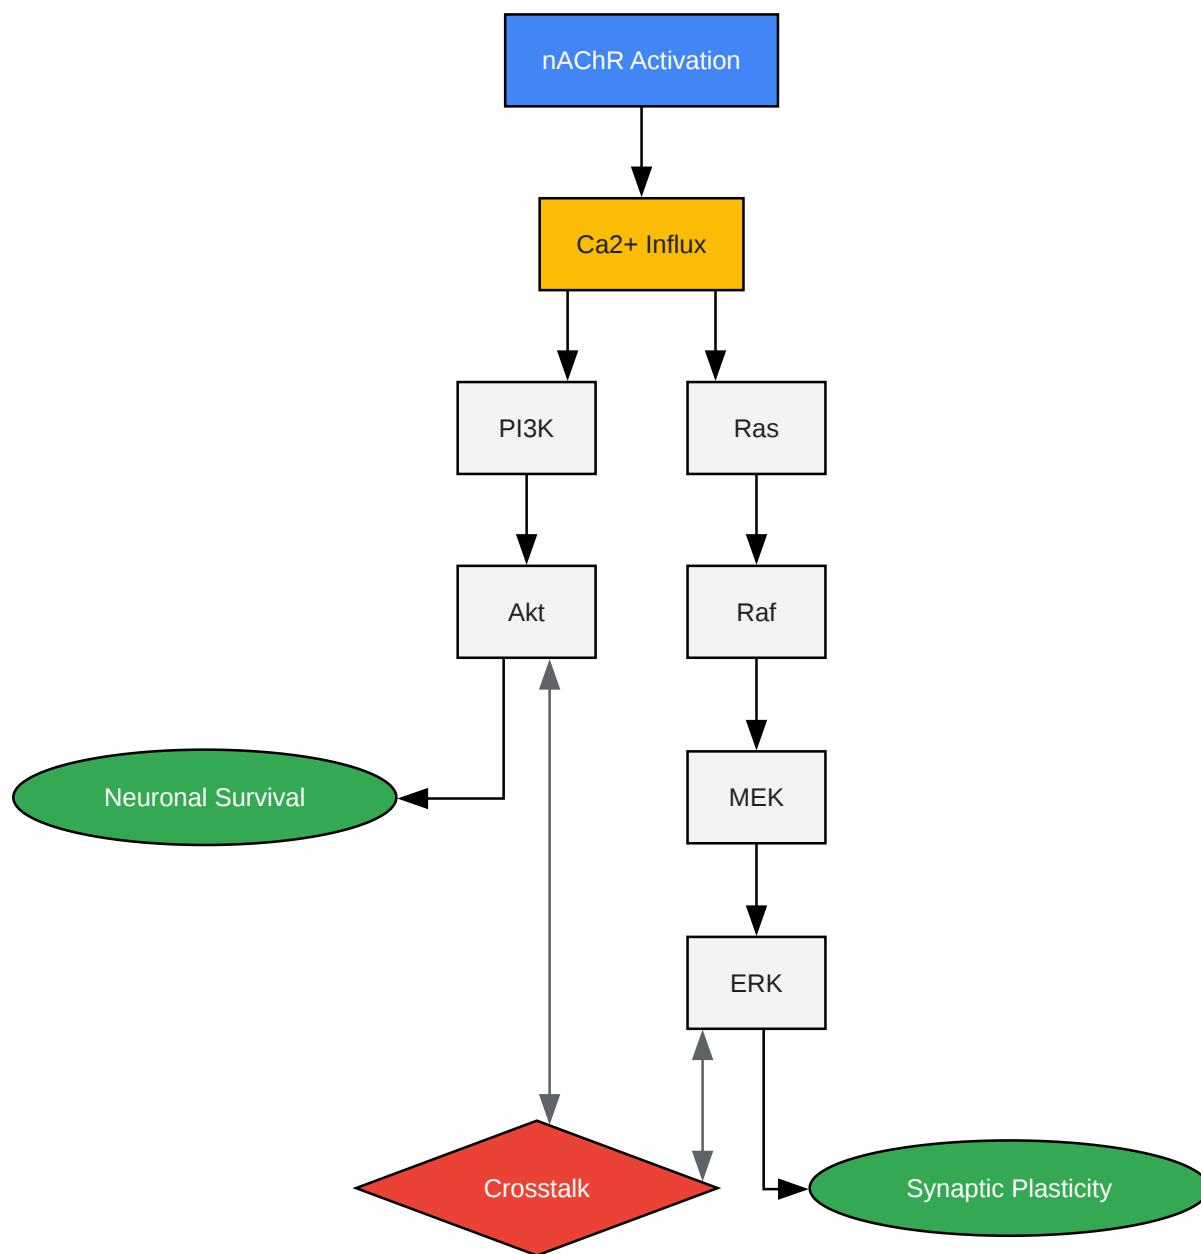 nAChR Activation
Ca2+ Influx
PI3K
Ras
Akt
Raf
Neuronal Survival
MEK
ERK
Crosstalk
Synaptic Plasticity